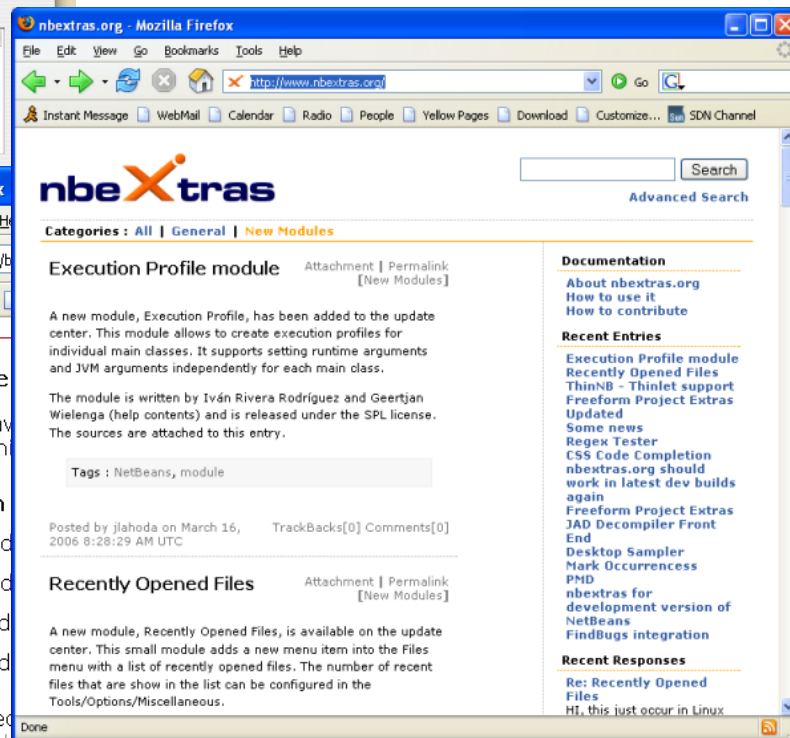 nbextras.org - Mozilla Firefox
File Edit View Go Bookmarks Tools Help
http://www.nbextras.org/ Go G
Instant Message WebMail Calendar Radio People Yellow Pages Download Customize... Sun SDN Channel
nbeXtras
Search
Advanced Search
Categories : All | General | New Modules
Execution Profile module
Attachment | Permalink
[New Modules]
A new module, Execution Profile, has been added to the update
center. This module allows to create execution profiles for
individual main classes. It supports setting runtime arguments
and JVM arguments independently for each main class.
The module is written by Iván Rivera Rodríguez and Geertjan
Wielenga (help contents) and is released under the SPL license.
The sources are attached to this entry.
Tags : NetBeans, module
Posted by jlahoda on March 16,
2006 8:28:29 AM UTC
TrackBacks[0] Comments[0]
Recently Opened Files
Attachment | Permalink
[New Modules]
A new module, Recently Opened Files, is available on the update
center. This small module adds a new menu item into the Files
menu with a list of recently opened files. The number of recent
files that are show in the list can be configured in the
Tools/Options/Miscellaneous.
Documentation
About nbextras.org
How to use it
How to contribute
Recent Entries
Execution Profile module
Recently Opened Files
ThinNB - Thinlet support
Freeform Project Extras
Updated
Some news
Regex Tester
CSS Code Completion
nbextras.org should
work in latest dev builds
again
Freeform Project Extras
JAD Decompiler Front
End
Desktop Sampler
Mark Occurrencess
PMD
nbextras for
development version of
NetBeans
FindBugs integration
Recent Responses
Re: Recently Opened
Files
HI, this just occur in Linux
Done